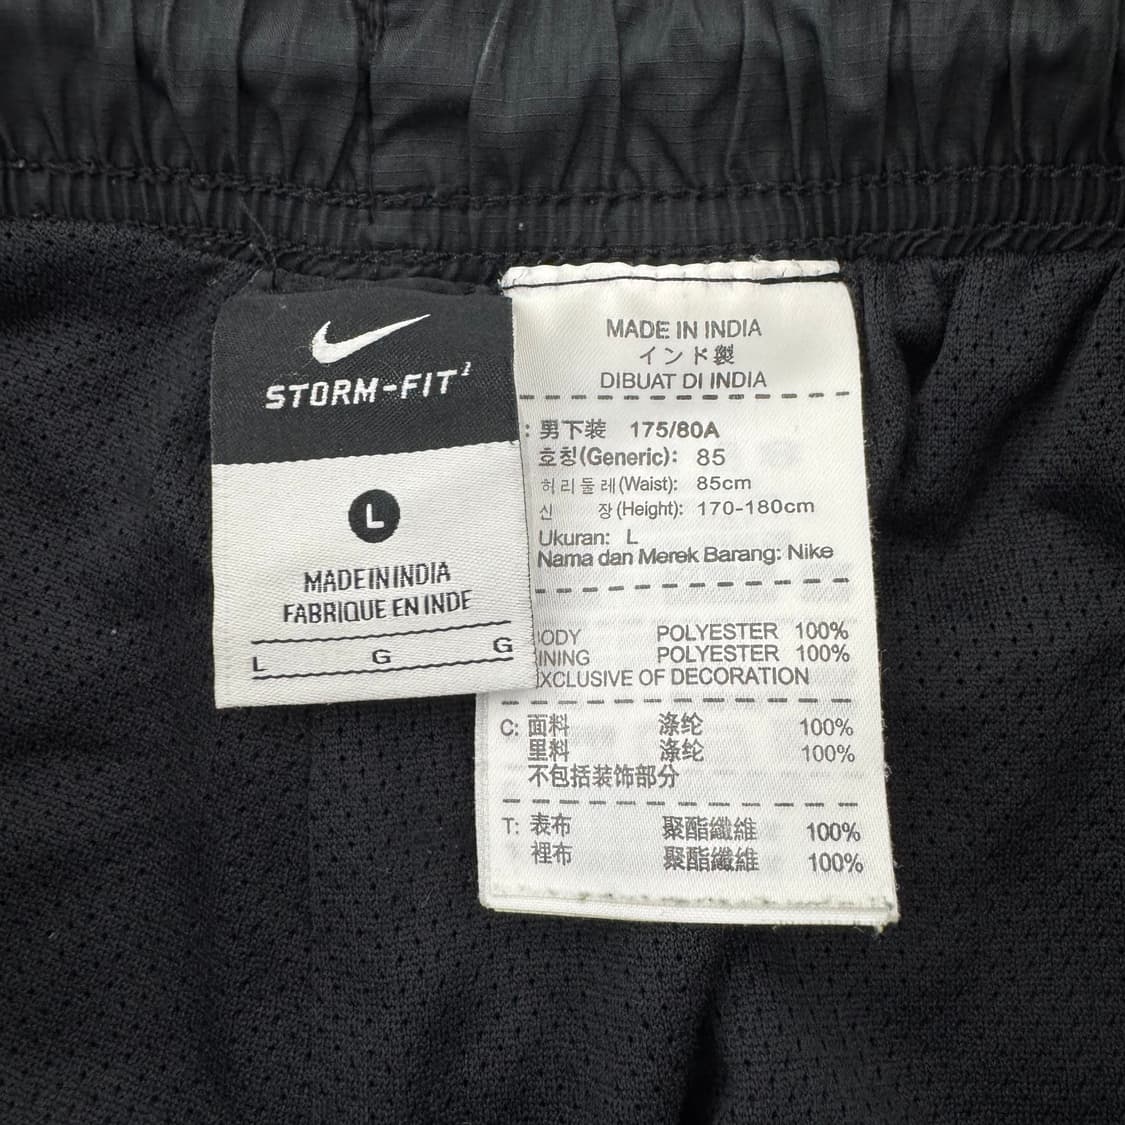 STORM-FIT²
L
MADE IN INDIA
FABRIQUE EN INDE
L G G
MADE IN INDIA
インド製
DIBUAT DI INDIA
: 男下装 175/80A
호칭(Generic): 85
허리둘레(Waist): 85cm
신 장(Height): 170-180cm
Ukuran: L
Nama dan Merek Barang: Nike
ODY POLYESTER 100%
INING POLYESTER 100%
XCLUSIVE OF DECORATION
C: 面料 涤纶 100%
里料 涤纶 100%
不包括装饰部分
T: 表布 聚酯纖維 100%
裡布 聚酯纖維 100%